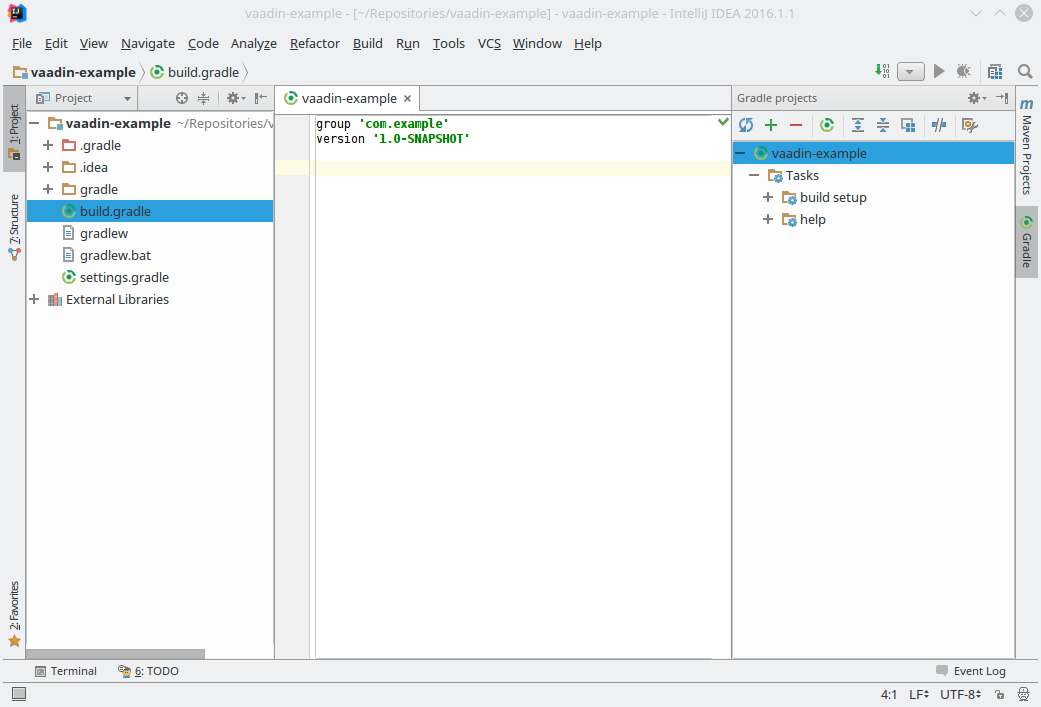 vaadin-example - [~/Repositories/vaadin-example] - vaadin-example - IntelliJ IDEA 2016.1.1
File Edit View Navigate Code Analyze Refactor Build Run Tools VCS Window Help
vaadin-example build.gradle
1: Project
7: Structure
2: Favorites
Project
vaadin-example ~/Repositories/v
.gradle
.idea
gradle
build.gradle
gradlew
gradlew.bat
settings.gradle
External Libraries
vaadin-example
group 'com.example'
version '1.0-SNAPSHOT'
Gradle projects
vaadin-example
Tasks
build setup
help
m
Maven Projects
Gradle
Terminal 6: TODO Event Log
4:1 LF UTF-8